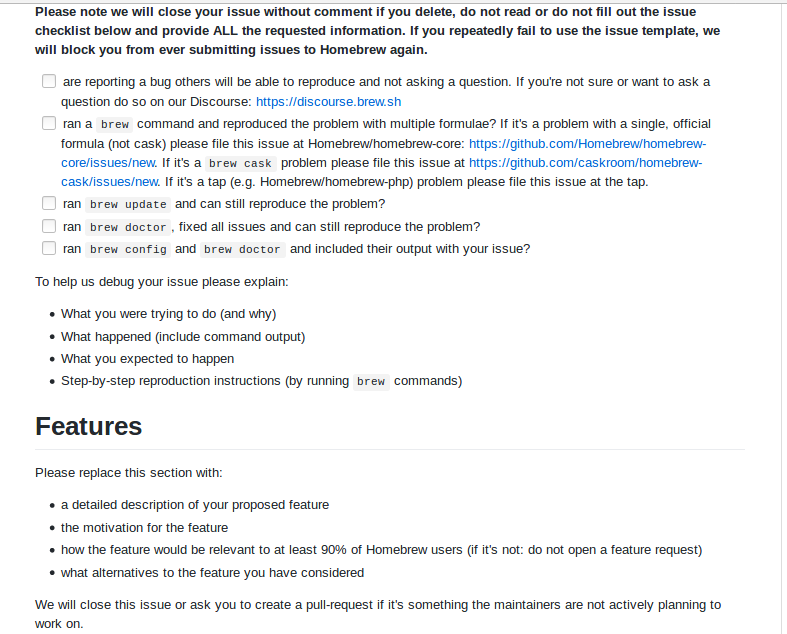 Please note we will close your issue without comment if you delete, do not read or do not fill out the issue
checklist below and provide ALL the requested information. If you repeatedly fail to use the issue template, we
will block you from ever submitting issues to Homebrew again.
are reporting a bug others will be able to reproduce and not asking a question. If you're not sure or want to ask a
question do so on our Discourse: https://discourse.brew.sh
ran a brew command and reproduced the problem with multiple formulae? If it's a problem with a single, official
formula (not cask) please file this issue at Homebrew/homebrew-core: https://github.com/Homebrew/homebrew-
core/issues/new. If it's a brew cask problem please file this issue at https://github.com/caskroom/homebrew-
cask/issues/new. If it's a tap (e.g. Homebrew/homebrew-php) problem please file this issue at the tap.
ran brew update and can still reproduce the problem?
ran brew doctor, fixed all issues and can still reproduce the problem?
ran brew config and brew doctor and included their output with your issue?
To help us debug your issue please explain:
• What you were trying to do (and why)
• What happened (include command output)
• What you expected to happen
• Step-by-step reproduction instructions (by running brew commands)
Features
Please replace this section with:
• a detailed description of your proposed feature
• the motivation for the feature
• how the feature would be relevant to at least 90% of Homebrew users (if it's not: do not open a feature request)
• what alternatives to the feature you have considered
We will close this issue or ask you to create a pull-request if it's something the maintainers are not actively planning to
work on.